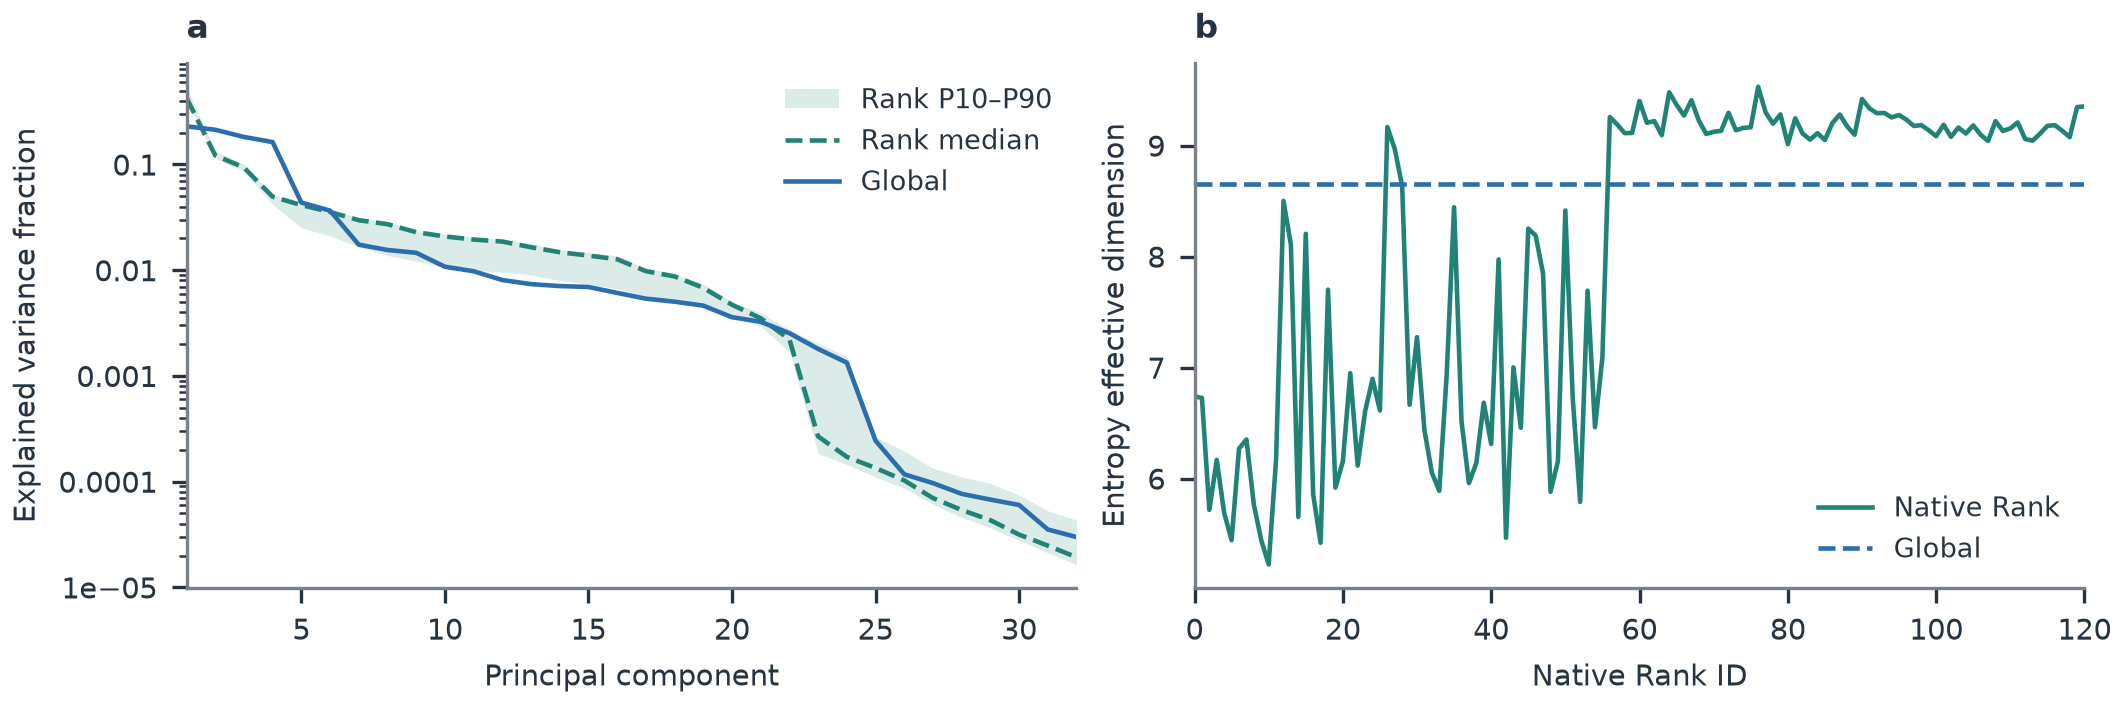 a
Explained variance fraction
0.1
0.01
0.001
0.0001
1e−05
5 10 15 20 25 30
Principal component
Rank P10–P90
Rank median
Global
b
Entropy effective dimension
9
8
7
6
0 20 40 60 80 100 120
Native Rank ID
Native Rank
Global